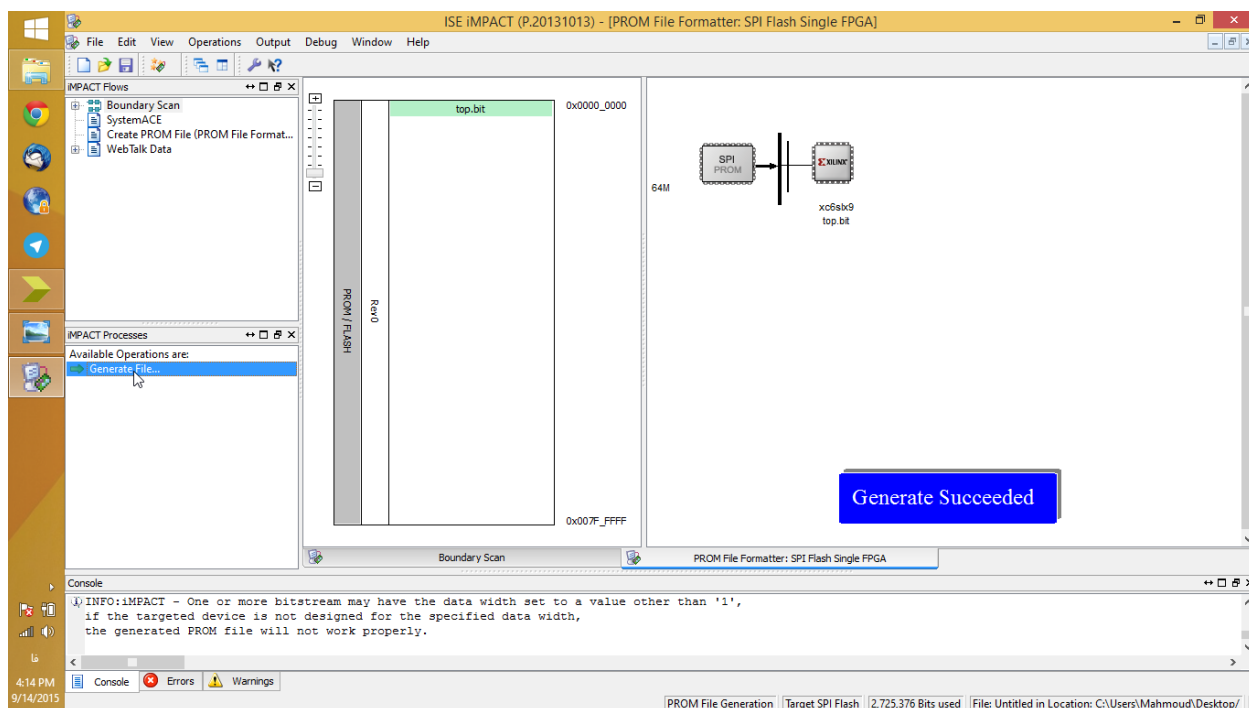 ISE iMPACT (P.20131013) - [PROM File Formatter: SPI Flash Single FPGA]
File Edit View Operations Output Debug Window Help
iMPACT Flows
Boundary Scan
SystemACE
Create PROM File (PROM File Format...
WebTalk Data
iMPACT Processes
Available Operations are:
Generate File...
PROM / FLASH
Rev0
top.bit
0x0000_0000
0x007F_FFFF
64M
SPI
PROM
XILINX
xc6slx9
top.bit
Generate Succeeded
Boundary Scan
PROM File Formatter: SPI Flash Single FPGA
Console
INFO:iMPACT - One or more bitstream may have the data width set to a value other than '1',
if the targeted device is not designed for the specified data width,
the generated PROM file will not work properly.
Console Errors Warnings
PROM File Generation Target SPI Flash 2,725,376 Bits used File: Untitled in Location: C:\Users\Mahmoud\Desktop/
فا
4:14 PM
9/14/2015